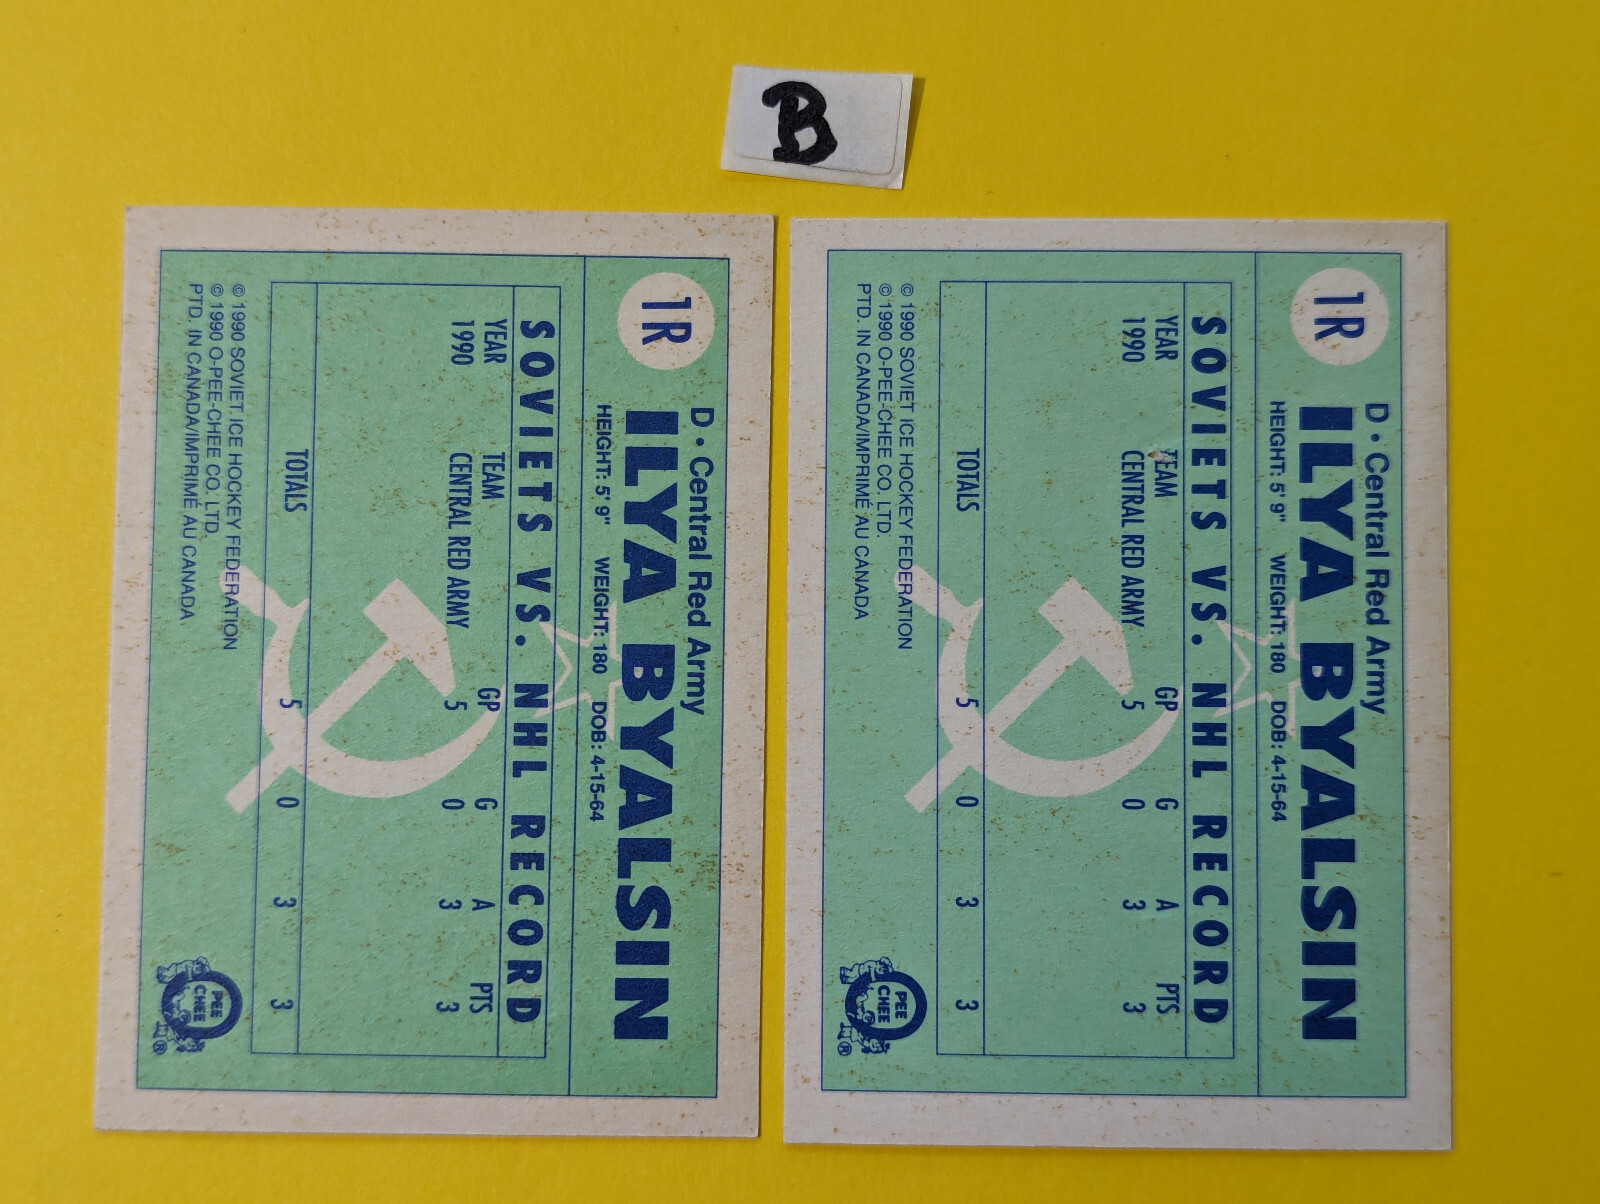 B
1R
D • Central Red Army
ILYA BYALSIN
HEIGHT: 5' 9" WEIGHT: 180 DOB: 4-15-64
SOVIETS VS. NHL RECORD
YEAR TEAM GP G A PTS
1990 CENTRAL RED ARMY 5 0 3 3
TOTALS 5 0 3 3
© 1990 SOVIET ICE HOCKEY FEDERATION
© 1990 O-PEE-CHEE CO. LTD.
PTD. IN CANADA/IMPRIMÉ AU CANADA
O
PEE
CHEE
®
1R
D • Central Red Army
ILYA BYALSIN
HEIGHT: 5' 9" WEIGHT: 180 DOB: 4-15-64
SOVIETS VS. NHL RECORD
YEAR TEAM GP G A PTS
1990 CENTRAL RED ARMY 5 0 3 3
TOTALS 5 0 3 3
© 1990 SOVIET ICE HOCKEY FEDERATION
© 1990 O-PEE-CHEE CO. LTD.
PTD. IN CANADA/IMPRIMÉ AU CANADA
O
PEE
CHEE
®